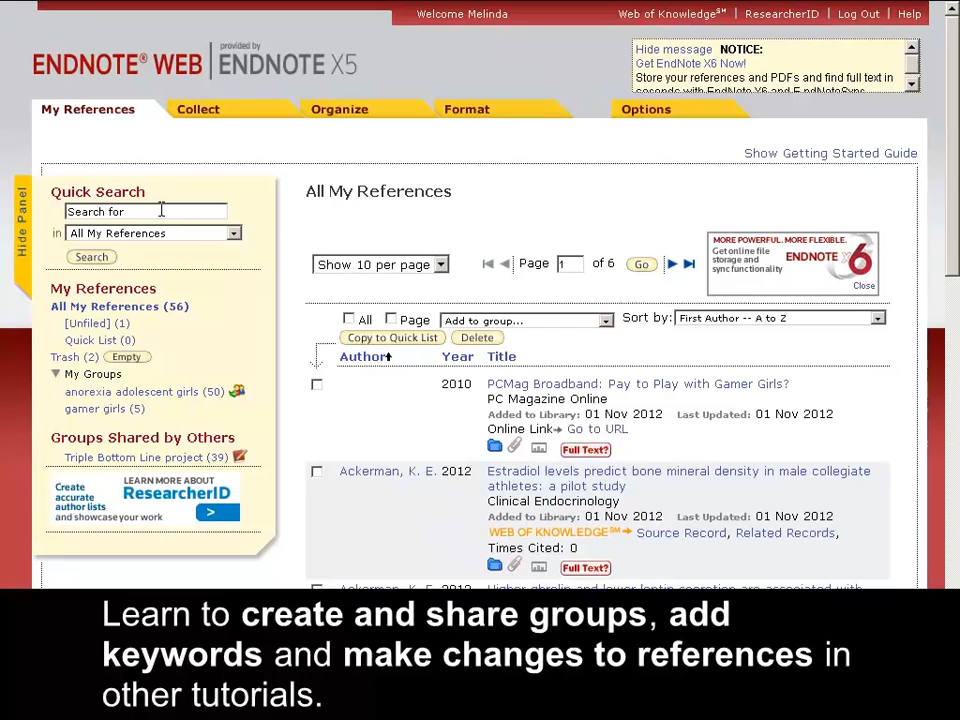 Welcome Melinda
Web of Knowledge℠ | ResearcherID | Log Out | Help
ENDNOTE® WEB provided by ENDNOTE X5
Hide message NOTICE:
Get EndNote X6 Now!
Store your references and PDFs and find full text in
My References
Collect
Organize
Format
Options
Show Getting Started Guide
Hide Panel
Quick Search
Search for
in All My References
Search
My References
All My References (56)
[Unfiled] (1)
Quick List (0)
Trash (2) Empty
My Groups
anorexia adolescent girls (50)
gamer girls (5)
Groups Shared by Others
Triple Bottom Line project (39)
Create accurate author lists and showcase your work
LEARN MORE ABOUT
ResearcherID
>
All My References
Show 10 per page
Page 1 of 6 Go
MORE POWERFUL. MORE FLEXIBLE.
Get online file storage and sync functionality
ENDNOTE X6
Close
All Page Add to group... Sort by: First Author -- A to Z
Copy to Quick List Delete
Author Year Title
2010 PCMag Broadband: Pay to Play with Gamer Girls?
PC Magazine Online
Added to Library: 01 Nov 2012 Last Updated: 01 Nov 2012
Online Link→ Go to URL
Full Text?
Ackerman, K. E. 2012 Estradiol levels predict bone mineral density in male collegiate
athletes: a pilot study
Clinical Endocrinology
Added to Library: 01 Nov 2012 Last Updated: 01 Nov 2012
WEB OF KNOWLEDGE℠→ Source Record, Related Records,
Times Cited: 0
Full Text?
Learn to create and share groups, add
keywords and make changes to references in
other tutorials.